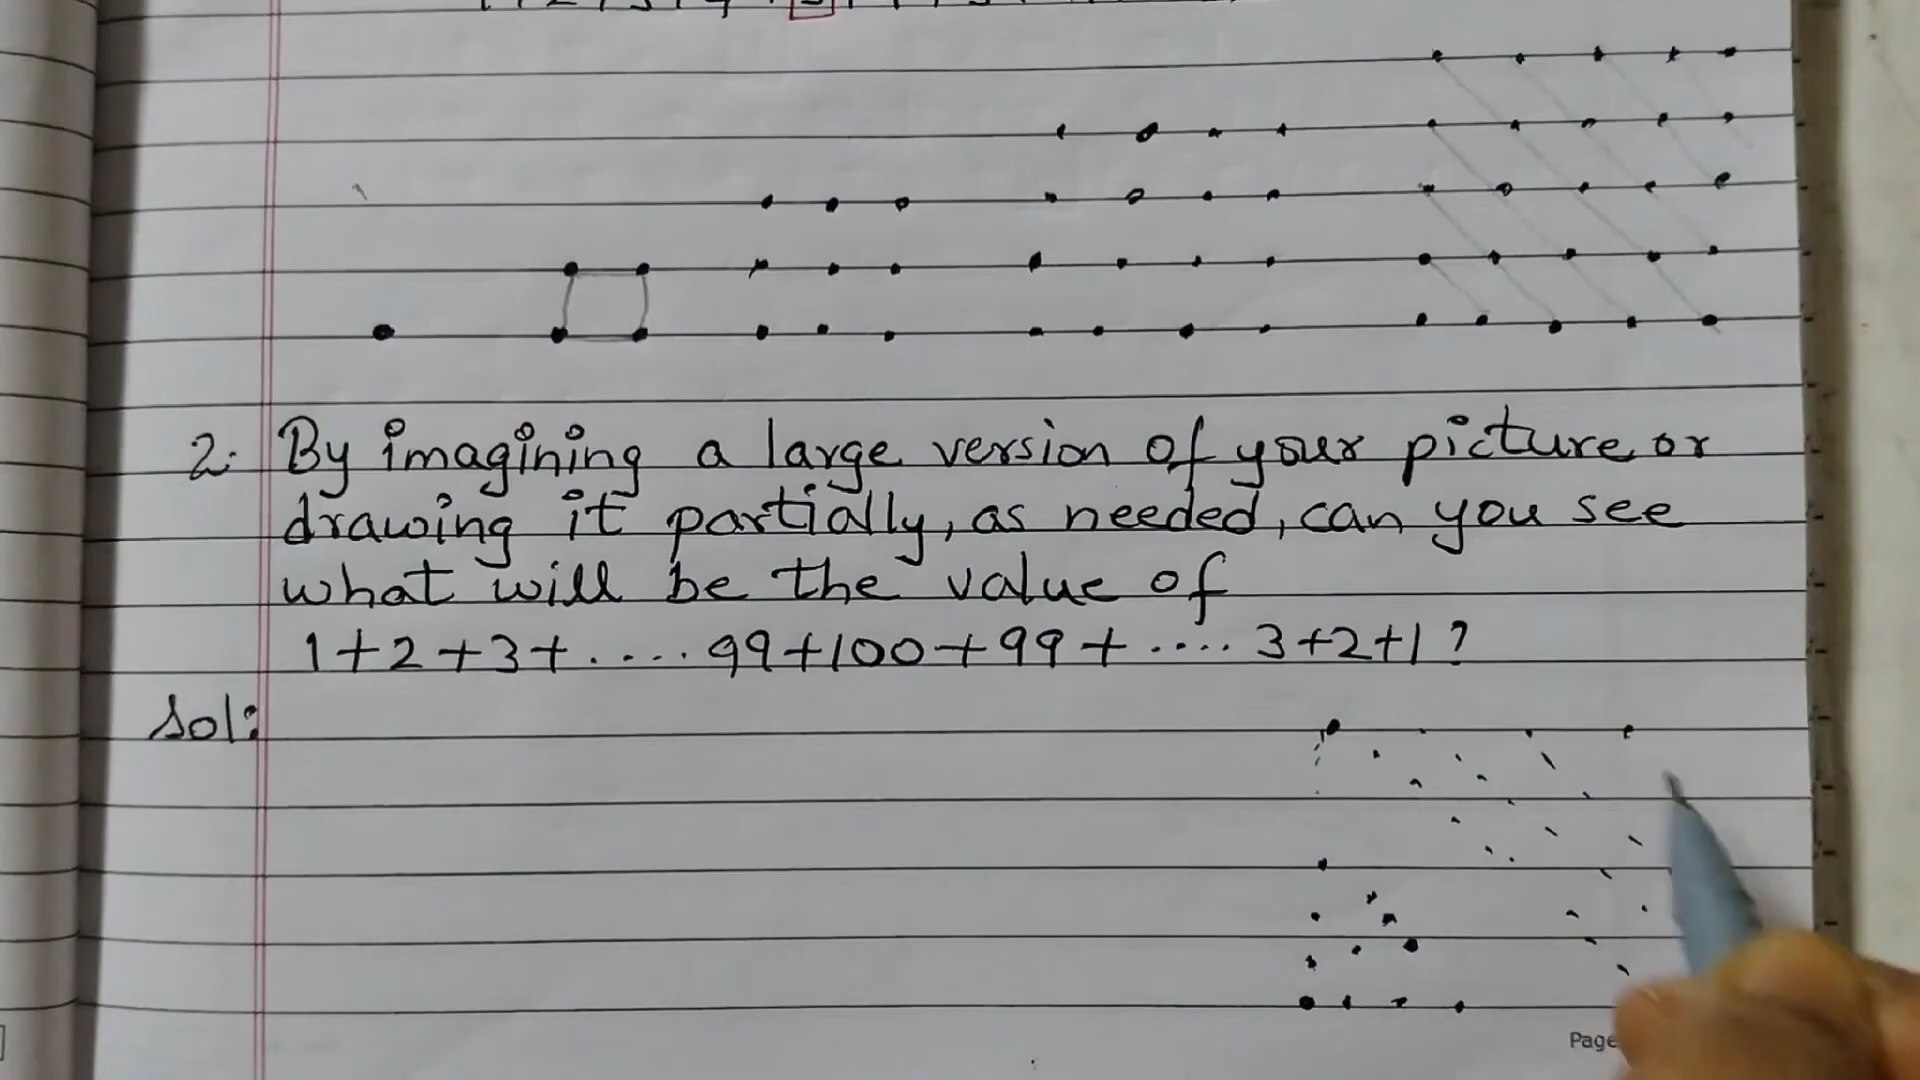 2. By imagining a large version of your picture or
drawing it partially, as needed, can you see
what will be the value of
1+2+3+.....99+100+99+.....3+2+1?
Sol:
Page